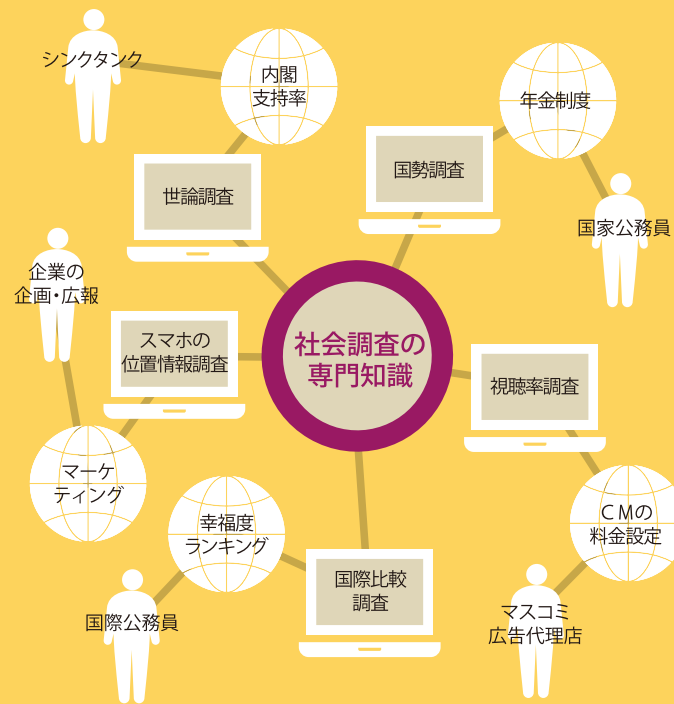 シンクタンク
内閣
支持率
年金制度
国勢調査
世論調査
国家公務員
企業の
企画・広報
スマホの
位置情報調査
社会調査の
専門知識
視聴率調査
マーケ
ティング
幸福度
ランキング
CMの
料金設定
国際比較
調査
国際公務員
マスコミ
広告代理店